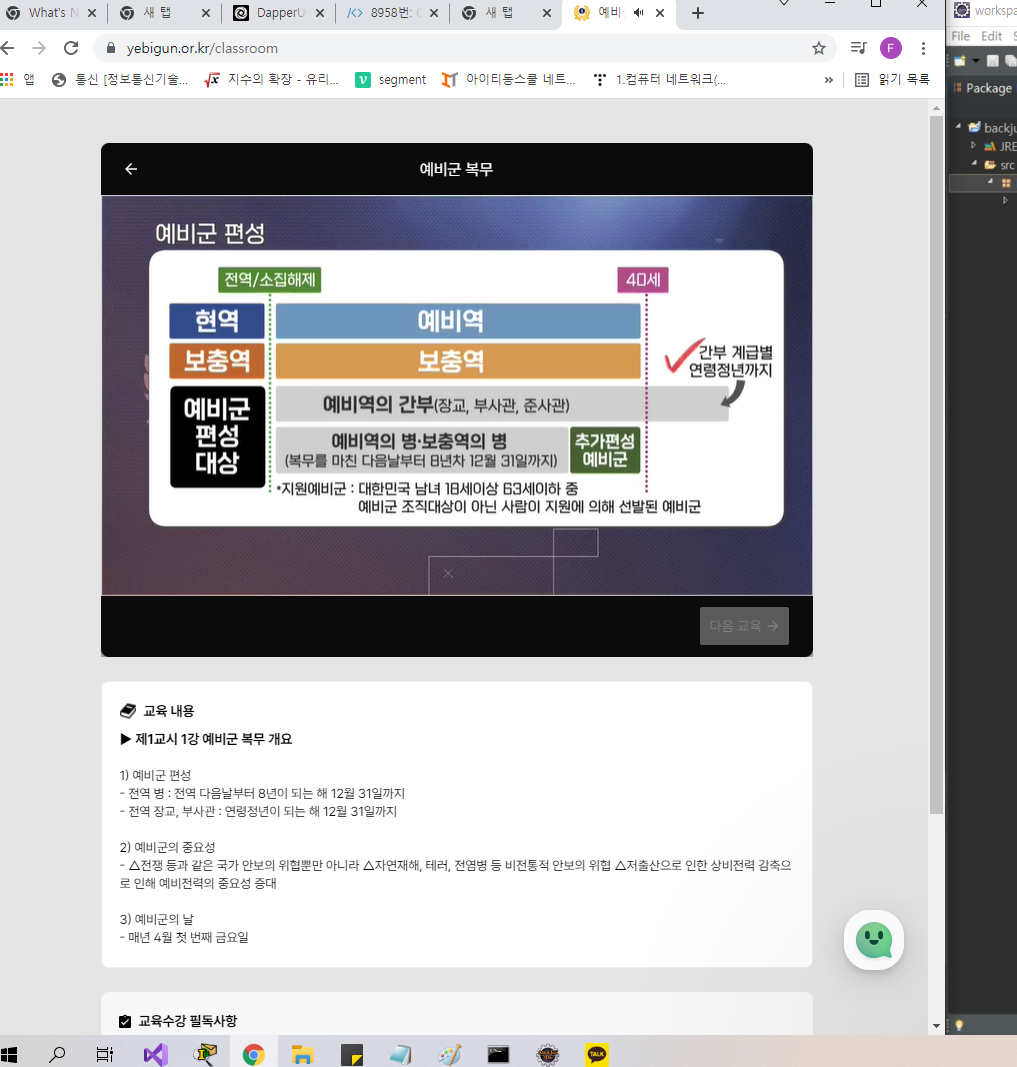 What's N
새 탭
DapperU
8958번:
새 탭
예비
yebigun.or.kr/classroom
F
앱
통신 [정보통신기술...
지수의 확장 - 유리...
segment
아이티동스쿨 네트...
1.컴퓨터 네트워크(...
»
읽기 목록
workspa
File Edit S
Package
backju
JRE
src
예비군 복무
예비군 편성
전역/소집해제
40세
현역
예비역
보충역
보충역
간부 계급별
연령정년까지
예비군
편성
대상
예비역의 간부(장교, 부사관, 준사관)
예비역의 병·보충역의 병
(복무를 마친 다음날부터 8년차 12월 31일까지)
추가편성
예비군
*지원예비군 : 대한민국 남녀 18세이상 63세이하 중
예비군 조직대상이 아닌 사람이 지원에 의해 선발된 예비군
다음 교육 →
교육 내용
▶ 제1교시 1강 예비군 복무 개요
1) 예비군 편성
- 전역 병 : 전역 다음날부터 8년이 되는 해 12월 31일까지
- 전역 장교, 부사관 : 연령정년이 되는 해 12월 31일까지
2) 예비군의 중요성
- △전쟁 등과 같은 국가 안보의 위협뿐만 아니라 △자연재해, 테러, 전염병 등 비전통적 안보의 위협 △저출산으로 인한 상비전력 감축으
로 인해 예비전력의 중요성 증대
3) 예비군의 날
- 매년 4월 첫 번째 금요일
교육수강 필독사항
TALK